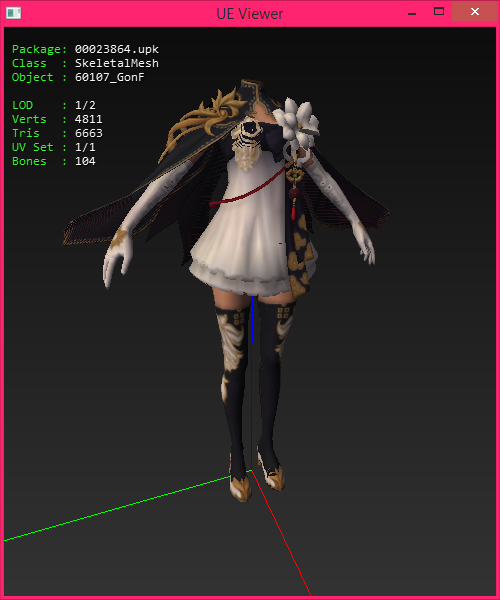 UE Viewer
Package: 00023864.upk
Class : SkeletalMesh
Object : 60107_GonF
LOD : 1/2
Verts : 4811
Tris : 6663
UV Set : 1/1
Bones : 104